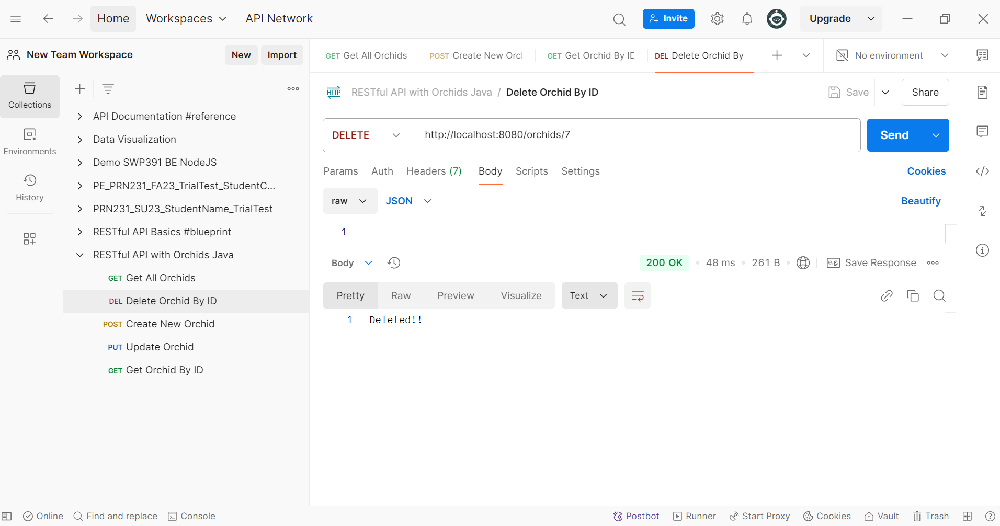 Home Workspaces API Network Invite Upgrade
New Team Workspace New Import GET Get All Orchids POST Create New Orc GET Get Orchid By ID DEL Delete Orchid By No environment
Collections
Environments
History
API Documentation #reference
Data Visualization
Demo SWP391 BE NodeJS
PE_PRN231_FA23_TrialTest_StudentC...
PRN231_SU23_StudentName_TrialTest
RESTful API Basics #blueprint
RESTful API with Orchids Java
GET Get All Orchids
DEL Delete Orchid By ID
POST Create New Orchid
PUT Update Orchid
GET Get Orchid By ID
HTTP RESTful API with Orchids Java / Delete Orchid By ID Save Share
DELETE http://localhost:8080/orchids/7 Send
Params Auth Headers (7) Body Scripts Settings Cookies
raw JSON Beautify
1
Body 200 OK 48 ms 261 B e.g. Save Response
Pretty Raw Preview Visualize Text
1 Deleted!!
Online Find and replace Console Postbot Runner Start Proxy Cookies Vault Trash